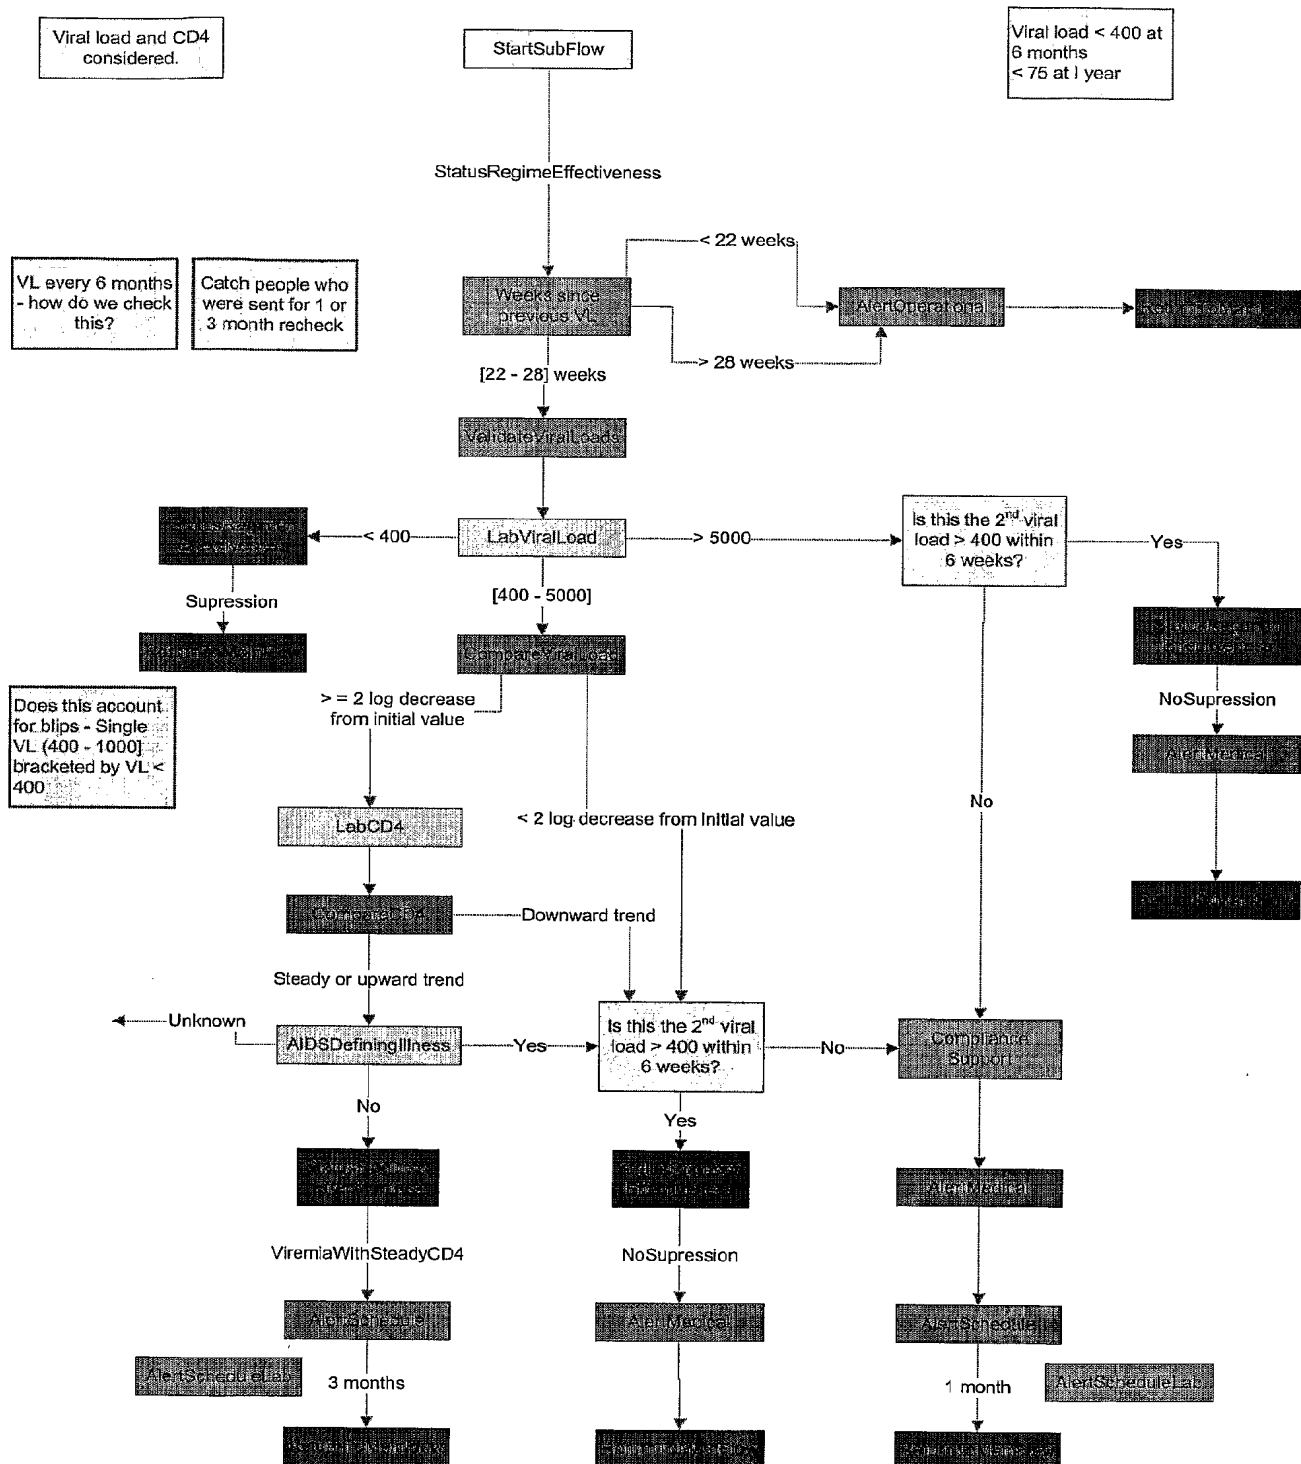 Viral load and CD4
considered.
StartSubFlow
Viral load < 400 at
6 months
< 75 at I year
StatusRegimeEffectiveness
< 22 weeks
VL every 6 months
- how do we check
this?
Catch people who
were sent for 1 or
3 month recheck
Weeks since
previous VL
AlertOperational
> 28 weeks
[22 - 28] weeks
ValidateViralLoads
< 400
LabViralLoad
> 5000
Is this the 2nd viral
load > 400 within
6 weeks?
Yes
Supression
[400 - 5000]
CompareViralLoad
NoSupression
AlertMedical
> = 2 log decrease
from initial value
Does this account
for blips - Single
VL (400 - 1000]
bracketed by VL <
400
No
LabCD4
< 2 log decrease from initial value
CompareCD4
Downward trend
Steady or upward trend
Unknown
AIDSDefiningIllness
Yes
Is this the 2nd viral
load > 400 within
6 weeks?
No
Compliance
Support
No
Yes
AlertMedical
ViremiaWithSteadyCD4
NoSupression
AlertSchedule
AlertMedical
AlertSchedule
AlertScheduleLab
3 months
1 month
AlertScheduleLab